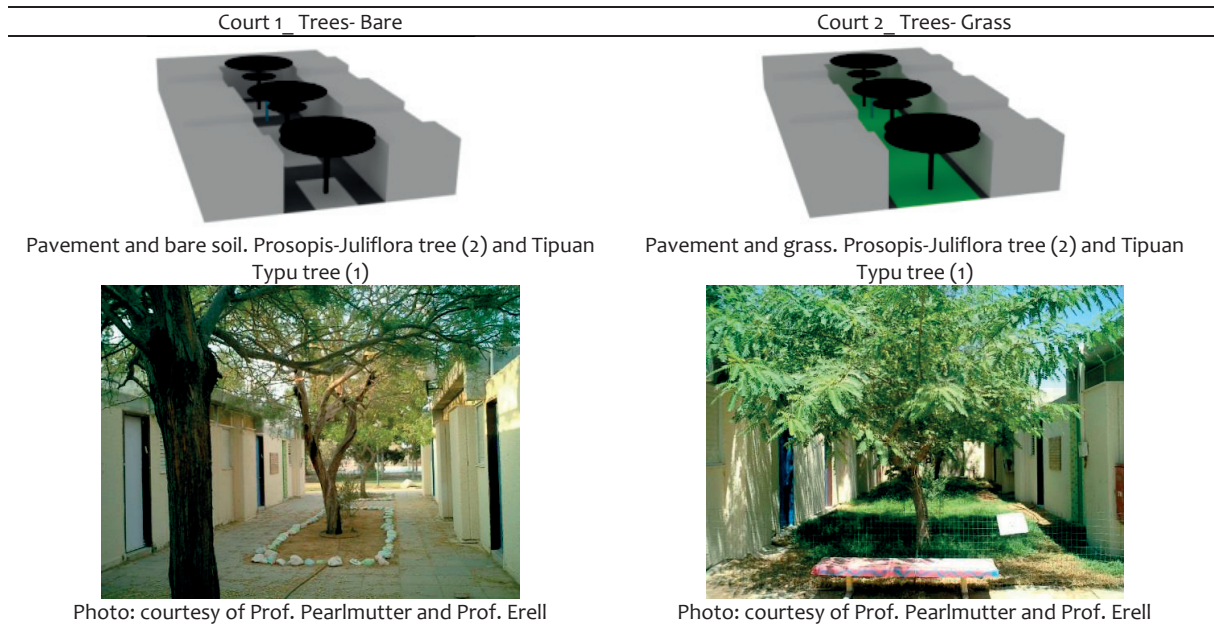 Court 1_ Trees- Bare
Court 2_ Trees- Grass
Pavement and bare soil. Prosopis-Juliflora tree (2) and Tipuan
Typu tree (1)
Pavement and grass. Prosopis-Juliflora tree (2) and Tipuan
Typu tree (1)
Photo: courtesy of Prof. Pearlmutter and Prof. Erell
Photo: courtesy of Prof. Pearlmutter and Prof. Erell